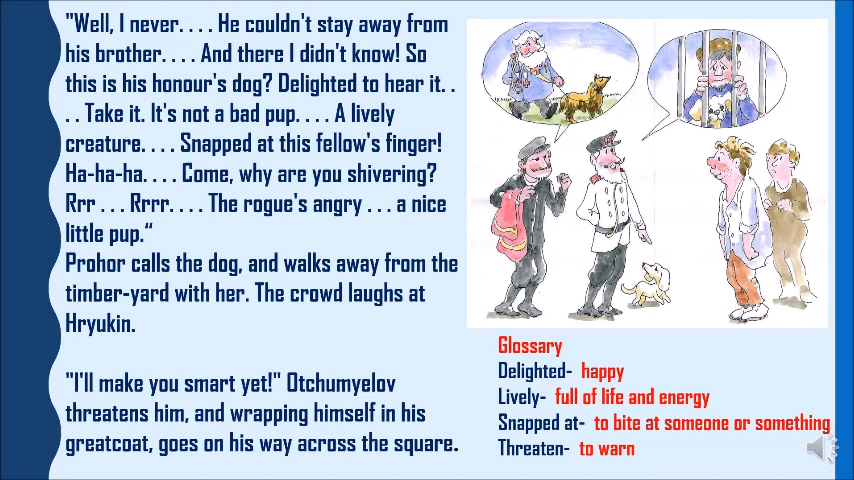 "Well, I never. . . . He couldn't stay away from
his brother. . . . And there I didn't know! So
this is his honour's dog? Delighted to hear it. .
. . Take it. It's not a bad pup. . . . A lively
creature. . . . Snapped at this fellow's finger!
Ha-ha-ha. . . . Come, why are you shivering?
Rrr . . . Rrrr. . . . The rogue's angry . . . a nice
little pup.“
Prohor calls the dog, and walks away from the
timber-yard with her. The crowd laughs at
Hryukin.
"I'll make you smart yet!" Otchumyelov
threatens him, and wrapping himself in his
greatcoat, goes on his way across the square.
Glossary
Delighted- happy
Lively- full of life and energy
Snapped at- to bite at someone or something
Threaten- to warn